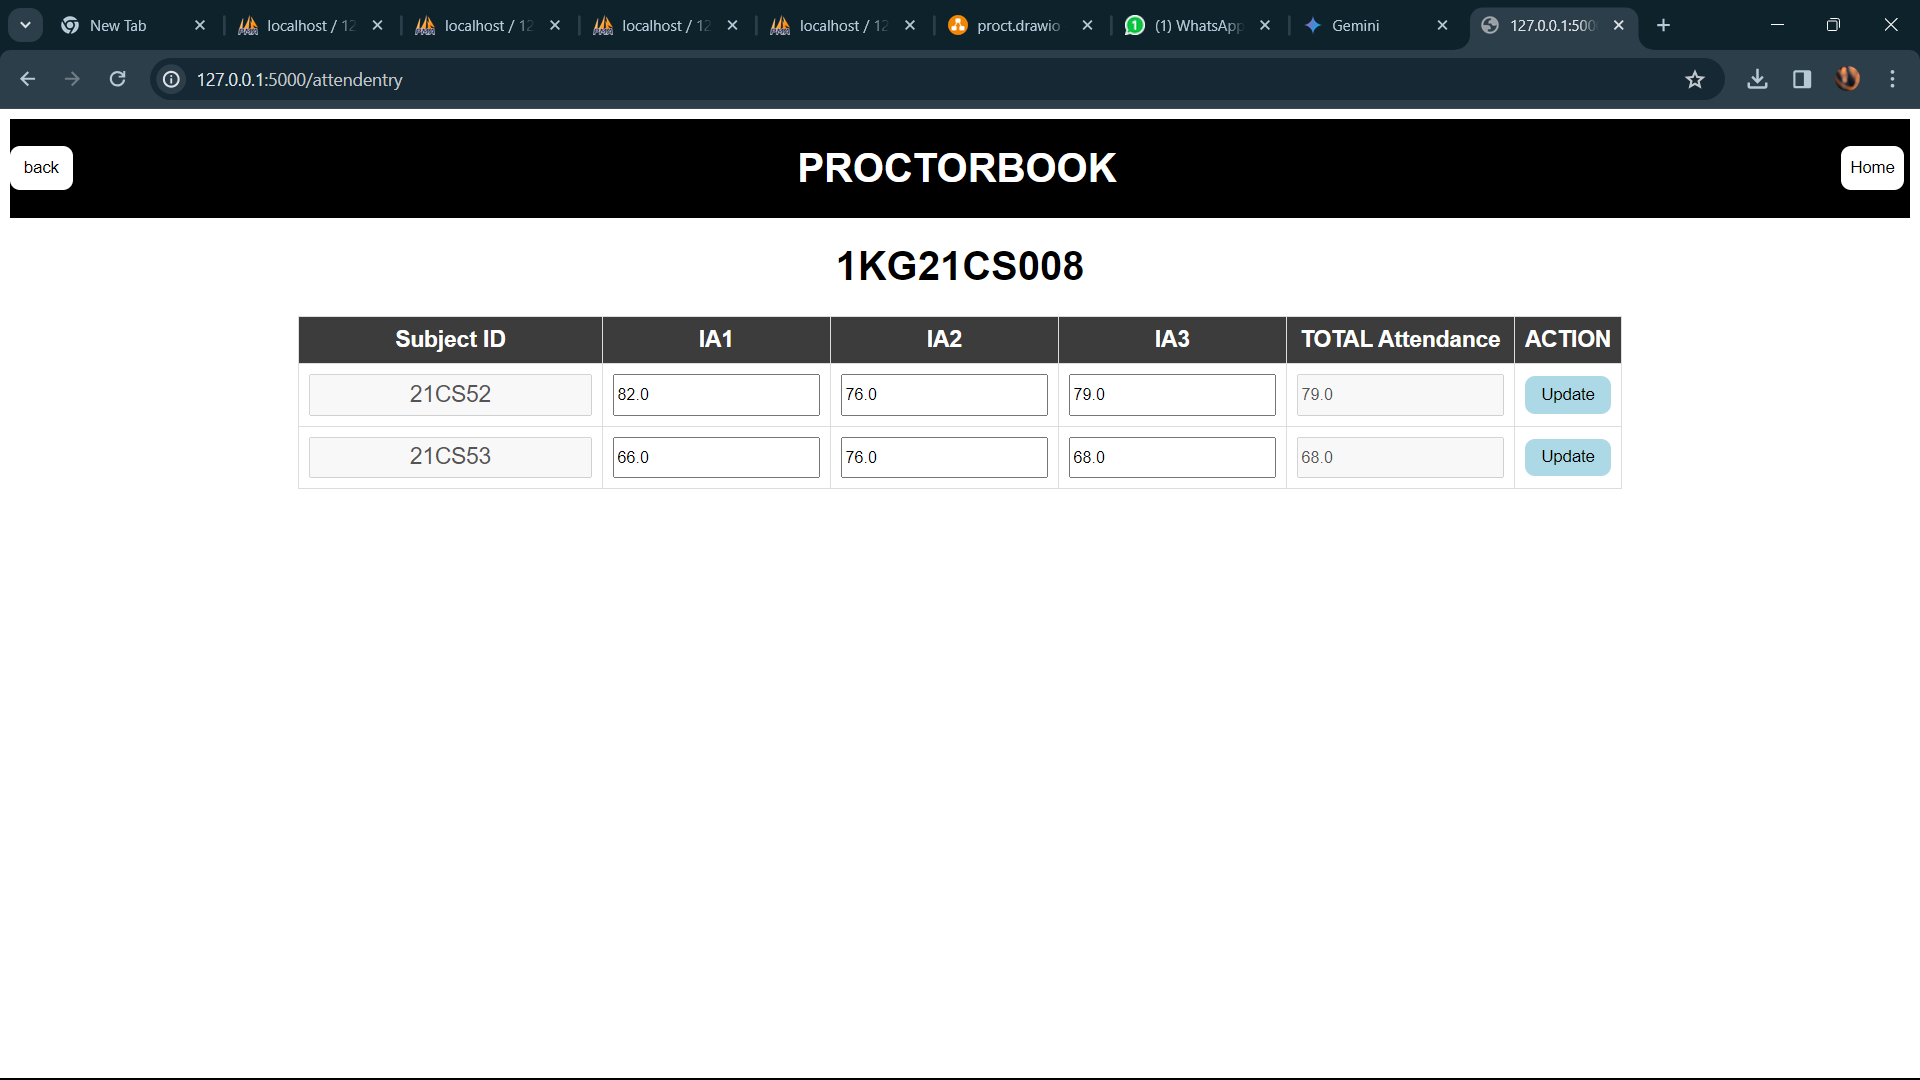 New Tab
localhost / 12
localhost / 12
localhost / 12
localhost / 12
proct.drawio
1
(1) WhatsApp
Gemini
127.0.0.1:500
127.0.0.1:5000/attendentry
back
PROCTORBOOK
Home
1KG21CS008
Subject ID IA1 IA2 IA3 TOTAL Attendance ACTION
21CS52 82.0 76.0 79.0 79.0 Update
21CS53 66.0 76.0 68.0 68.0 Update